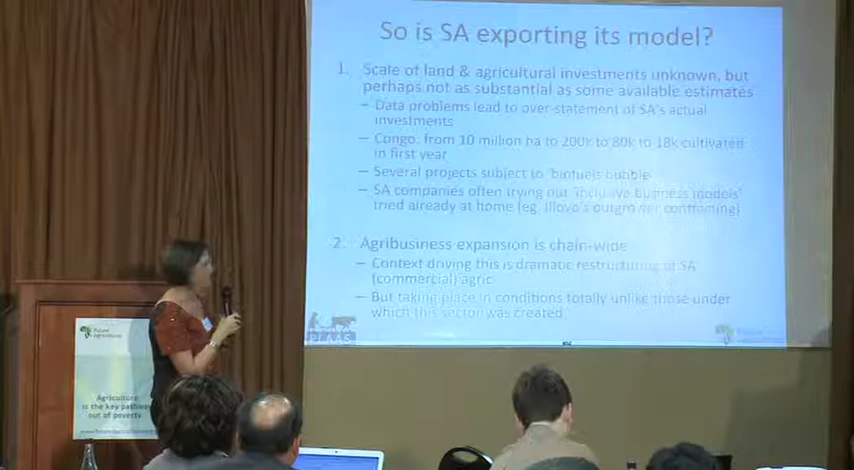 So is SA exporting its model?
1. Scale of land & agricultural investments unknown, but
perhaps not as substantial as some available estimates
– Data problems lead to over-statement of SA's actual
investments
– Congo: from 10 million ha to 200k to 80k to 18k cultivated
in first year
– Several projects subject to 'biofuels bubble'
– SA companies often trying out 'inclusive business models'
tried already at home (eg. Illovo's outgrower contraming)
2. Agribusiness expansion is chain-wide
– Context driving this is dramatic restructuring of SA
(commercial) agric
– But taking place in conditions totally unlike those under
which this sector was created
PLAAS
Future
Agricultures
Agriculture
is the key pathway
out of poverty